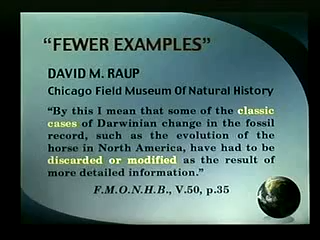 “FEWER EXAMPLES”
DAVID M. RAUP
Chicago Field Museum Of Natural History
“By this I mean that some of the classic
cases of Darwinian change in the fossil
record, such as the evolution of the
horse in North America, have had to be
discarded or modified as the result of
more detailed information.”
F.M.O.N.H.B., V.50, p.35